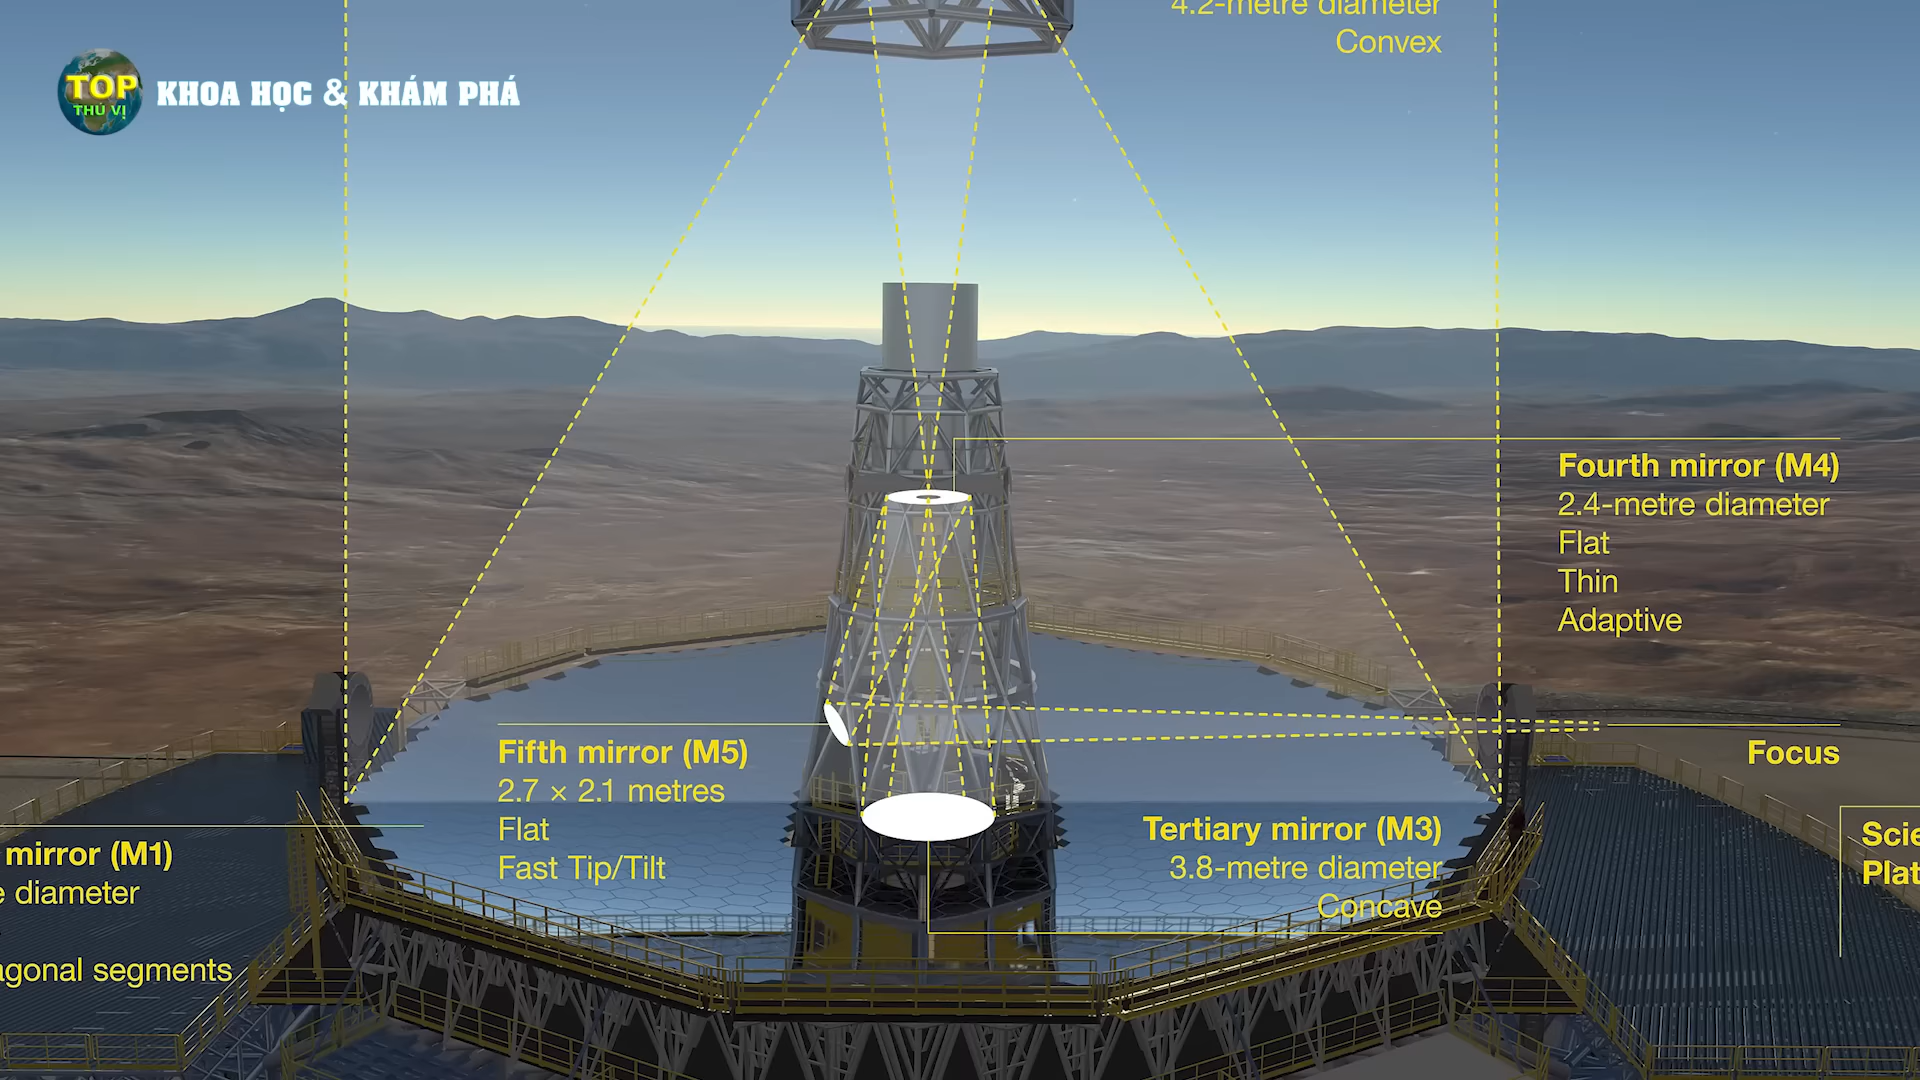 4.2-metre diameter
Convex
TOP
THÚ VỊ
KHOA HỌC & KHÁM PHÁ
Fourth mirror (M4)
2.4-metre diameter
Flat
Thin
Adaptive
Fifth mirror (M5)
2.7 × 2.1 metres
Flat
Fast Tip/Tilt
Focus
Tertiary mirror (M3)
3.8-metre diameter
Concave
mirror (M1)
diameter
agonal segments